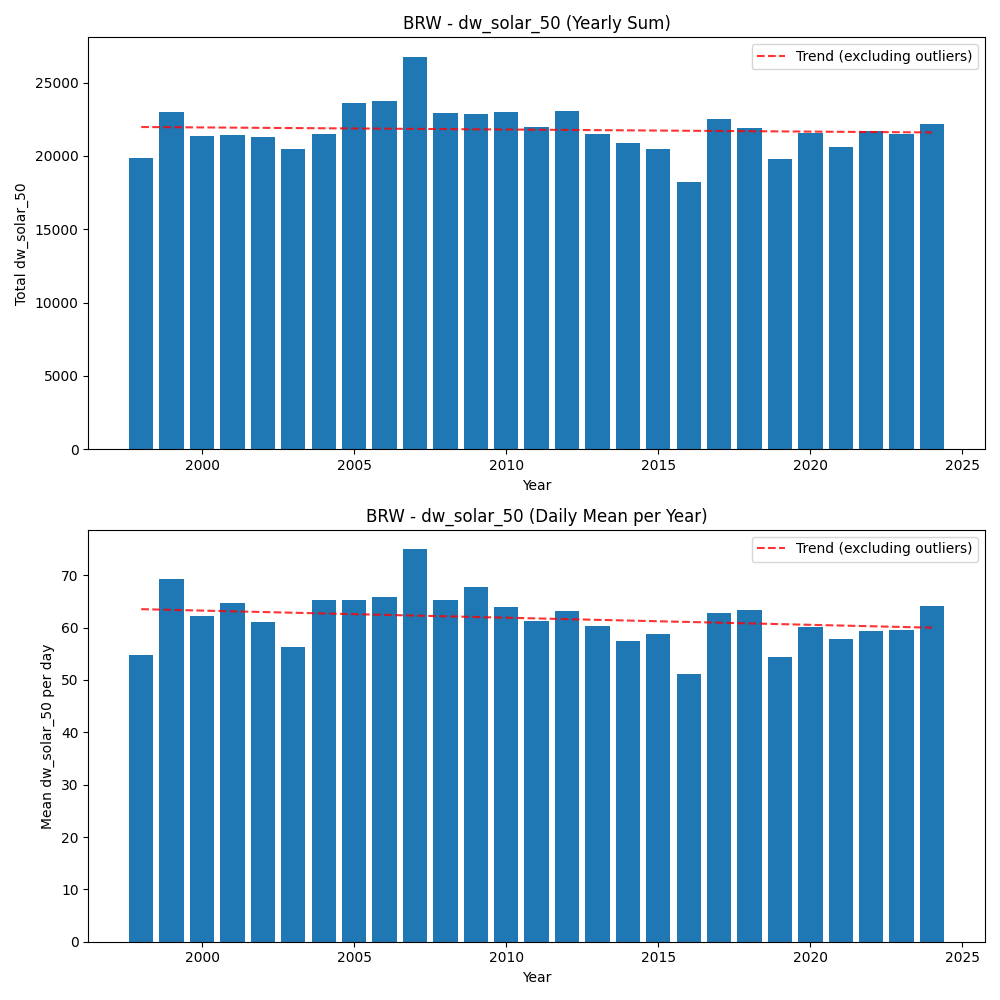 BRW - dw_solar_50 (Yearly Sum)
Trend (excluding outliers)
25000
20000
15000
10000
5000
0
Total dw_solar_50
2000 2005 2010 2015 2020 2025
Year
BRW - dw_solar_50 (Daily Mean per Year)
Trend (excluding outliers)
70
60
50
40
30
20
10
0
Mean dw_solar_50 per day
2000 2005 2010 2015 2020 2025
Year